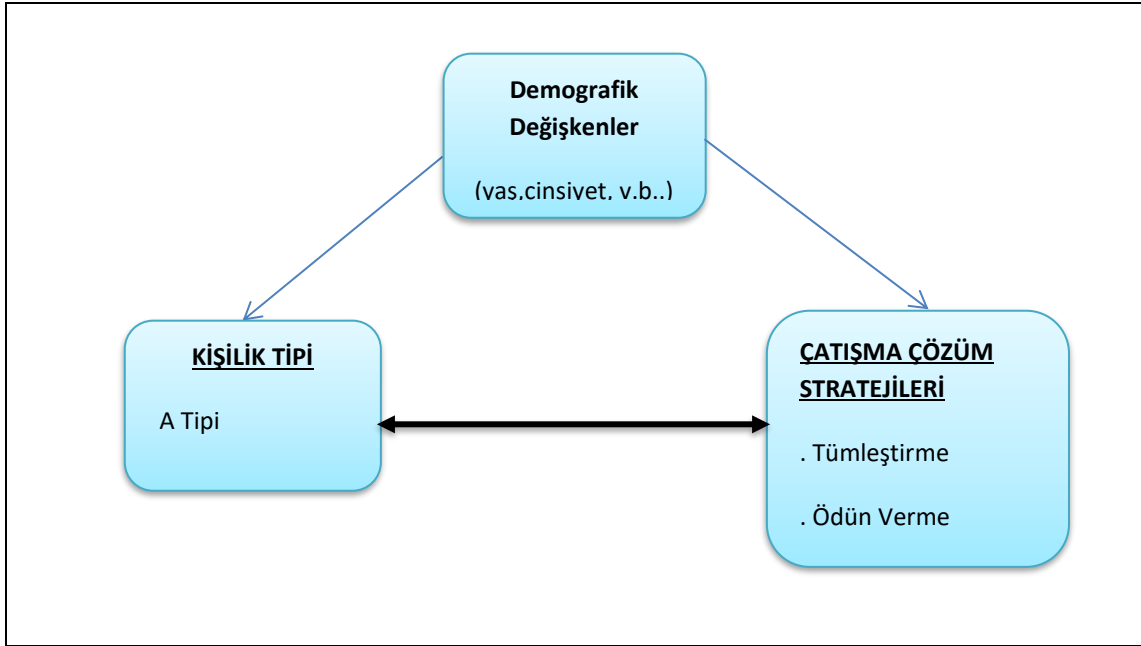 Demografik
Değişkenler
(yaş,cinsiyet, v.b..)
KİŞİLİK TİPİ
A Tipi
ÇATIŞMA ÇÖZÜM
STRATEJİLERİ
. Tümleştirme
. Ödün Verme